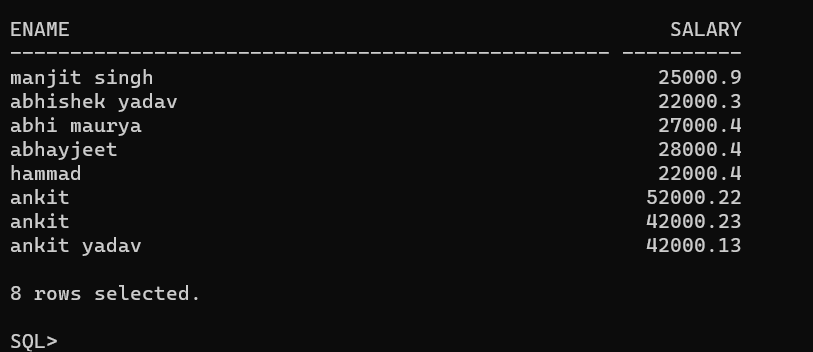 ENAME                                                  SALARY
-------------------------------------------------- ----------
manjit singh                                          25000.9
abhishek yadav                                        22000.3
abhi maurya                                           27000.4
abhayjeet                                             28000.4
hammad                                                22000.4
ankit                                                52000.22
ankit                                                42000.23
ankit yadav                                          42000.13
8 rows selected.
SQL>